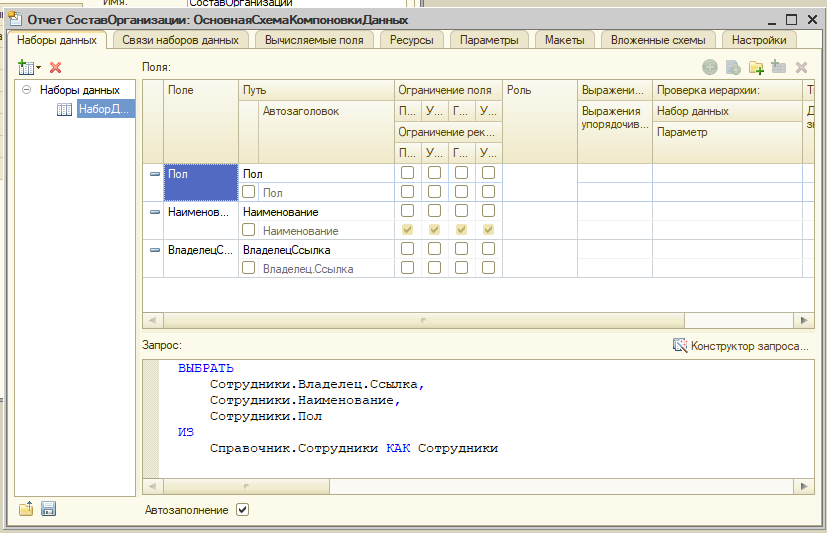 Имя:
СоставОрганизации
Отчет СоставОрганизации: ОсновнаяСхемаКомпоновкиДанных
Наборы данных
Связи наборов данных
Вычисляемые поля
Ресурсы
Параметры
Макеты
Вложенные схемы
Настройки
Поля:
Наборы данных
НаборД...
Поле
Путь
Ограничение поля
Роль
Выражени...
Проверка иерархии:
Автозаголовок
П...
У...
Г...
У...
Выражения упорядочив...
Набор данных
Ограничение рек...
Параметр
П...
У...
Г...
У...
Пол
Пол
Пол
Наименов...
Наименование
Наименование
ВладелецС...
ВладелецСсылка
Владелец.Ссылка
Запрос:
Конструктор запроса...
ВЫБРАТЬ
Сотрудники.Владелец.Ссылка,
Сотрудники.Наименование,
Сотрудники.Пол
ИЗ
Справочник.Сотрудники КАК Сотрудники
Автозаполнение